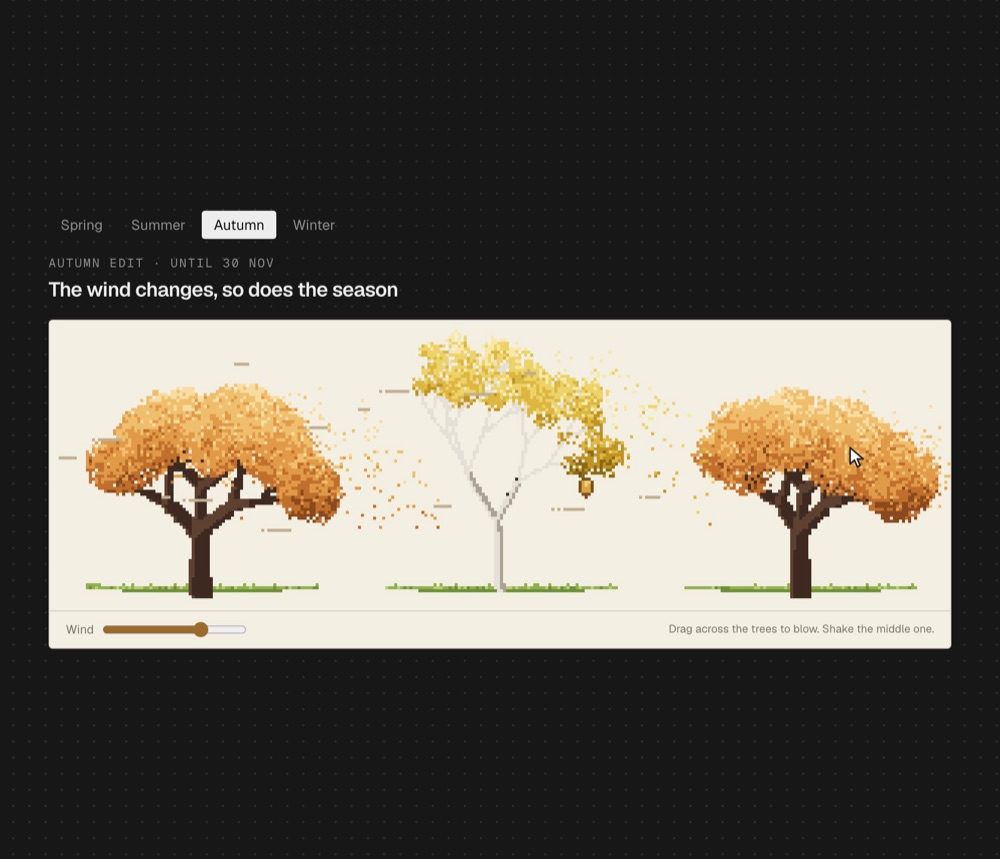 Spring Summer Autumn Winter
AUTUMN EDIT · UNTIL 30 NOV
The wind changes, so does the season
Wind
Drag across the trees to blow. Shake the middle one.